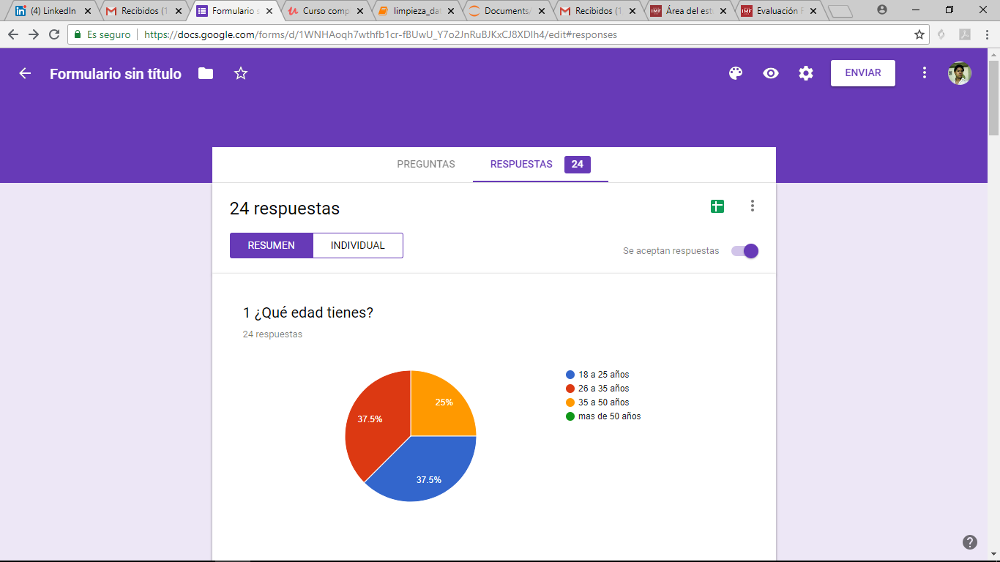 (4) LinkedIn
Recibidos (1
Formulario s
Curso comp
limpieza_da
Documents/
Recibidos (1
Área del est
Evaluación F
Es seguro
https://docs.google.com/forms/d/1WNHAoqh7wthfb1cr-fBUwU_Y7o2JnRuBJKxCJ8XDIh4/edit#responses
Formulario sin título
ENVIAR
PREGUNTAS
RESPUESTAS
24
24 respuestas
RESUMEN
INDIVIDUAL
Se aceptan respuestas
1 ¿Qué edad tienes?
24 respuestas
25%
37.5%
37.5%
18 a 25 años
26 a 35 años
35 a 50 años
mas de 50 años